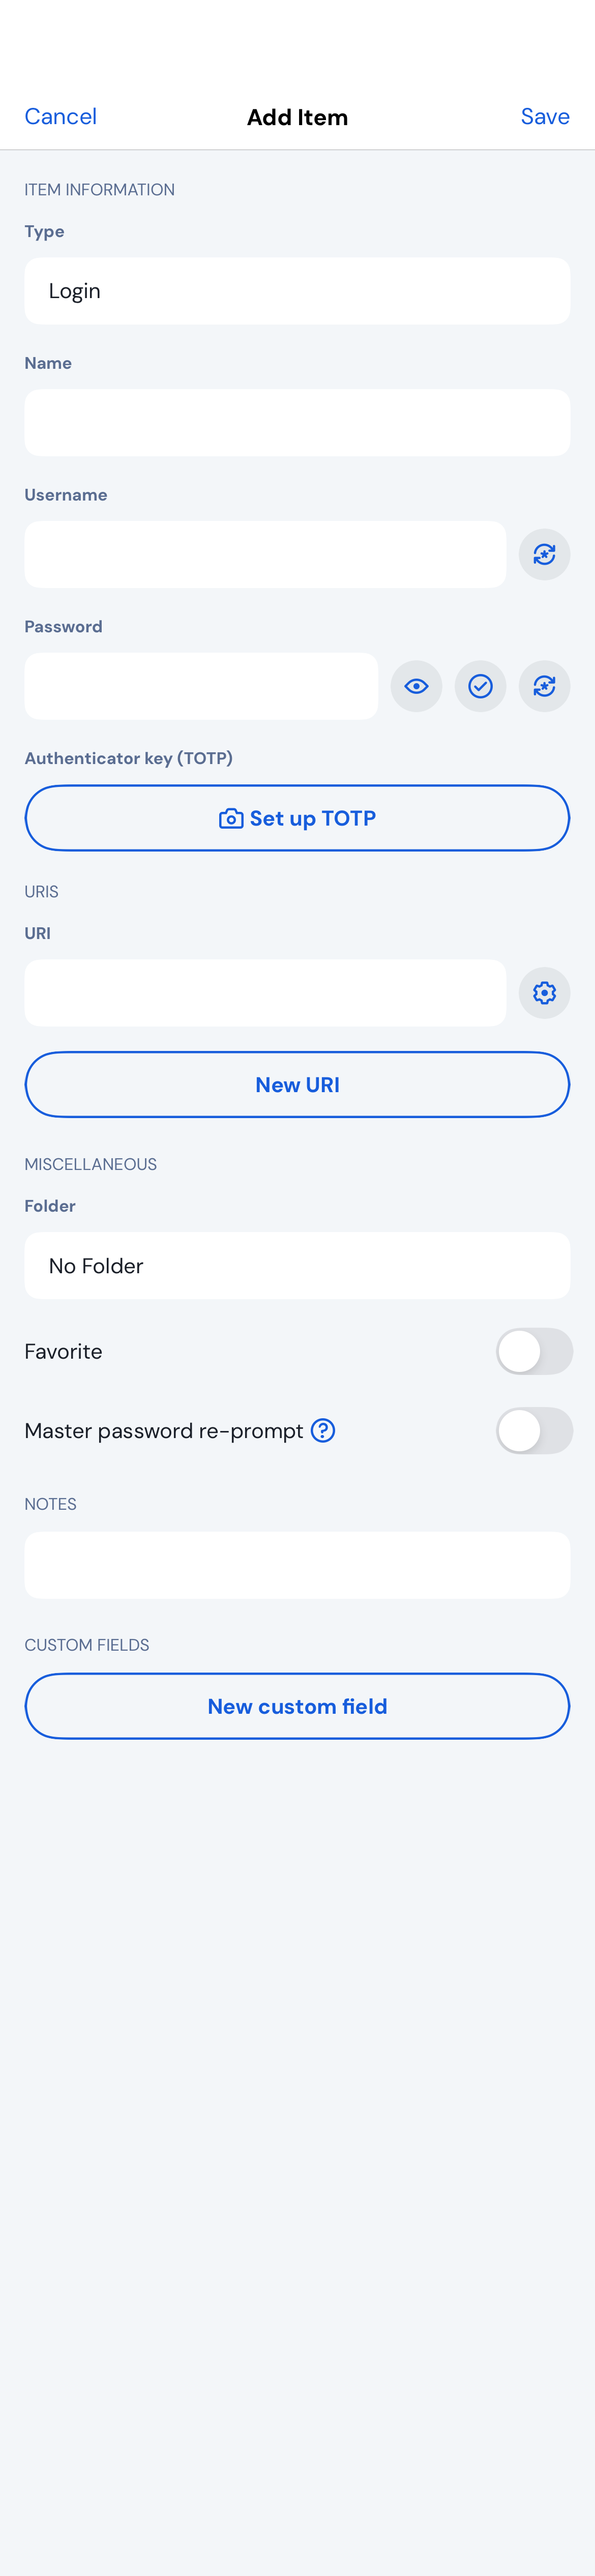 Cancel Add Item Save
ITEM INFORMATION
Type
Login
Name
Username
Password
Authenticator key (TOTP)
Set up TOTP
URIS
URI
New URI
MISCELLANEOUS
Folder
No Folder
Favorite
Master password re-prompt
NOTES
CUSTOM FIELDS
New custom field